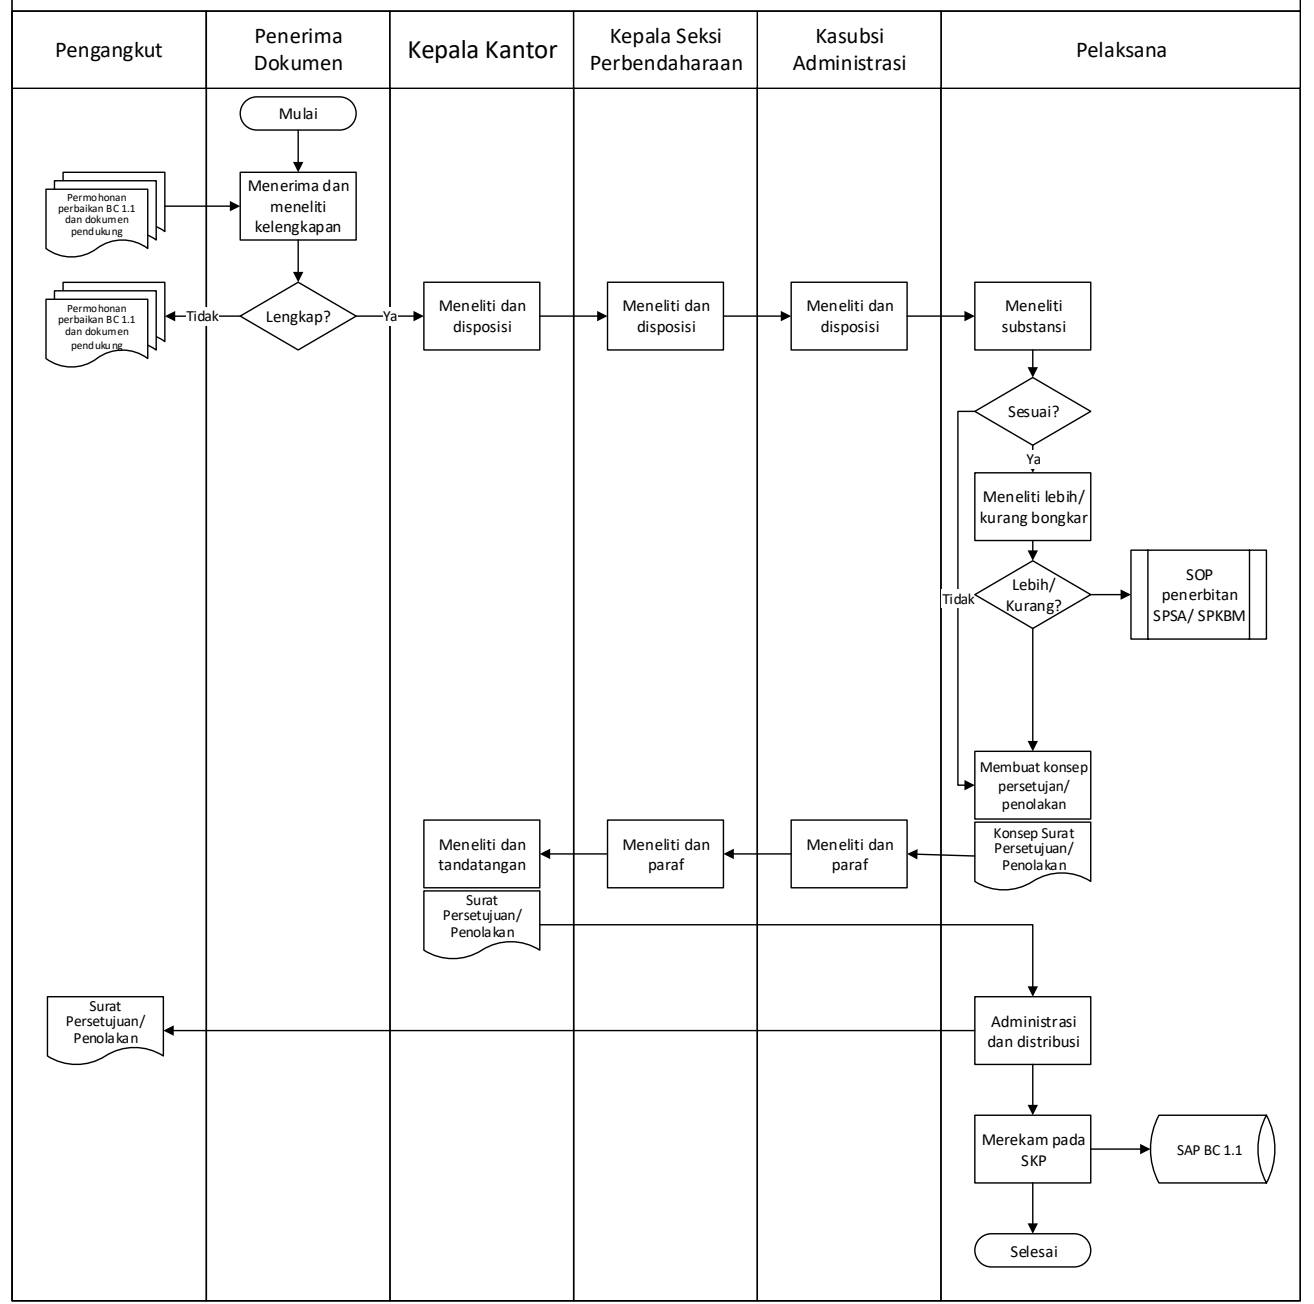 Pengangkut
Penerima
Dokumen
Kepala Kantor
Kepala Seksi
Perbendaharaan
Kasubsi
Administrasi
Pelaksana
Mulai
Permohonan
perbaikan BC 1.1
dan dokumen
pendukung
Menerima dan
meneliti
kelengkapan
Permohonan
perbaikan BC 1.1
dan dokumen
pendukung
Tidak
Lengkap?
Ya
Meneliti dan
disposisi
Meneliti dan
disposisi
Meneliti dan
disposisi
Meneliti
substansi
Sesuai?
Ya
Meneliti lebih/
kurang bongkar
Tidak
Lebih/
Kurang?
SOP
penerbitan
SPSA/ SPKBM
Membuat konsep
persetujan/
penolakan
Meneliti dan
tandatangan
Meneliti dan
paraf
Meneliti dan
paraf
Konsep Surat
Persetujuan/
Penolakan
Surat
Persetujuan/
Penolakan
Surat
Persetujuan/
Penolakan
Administrasi
dan distribusi
Merekam pada
SKP
SAP BC 1.1
Selesai